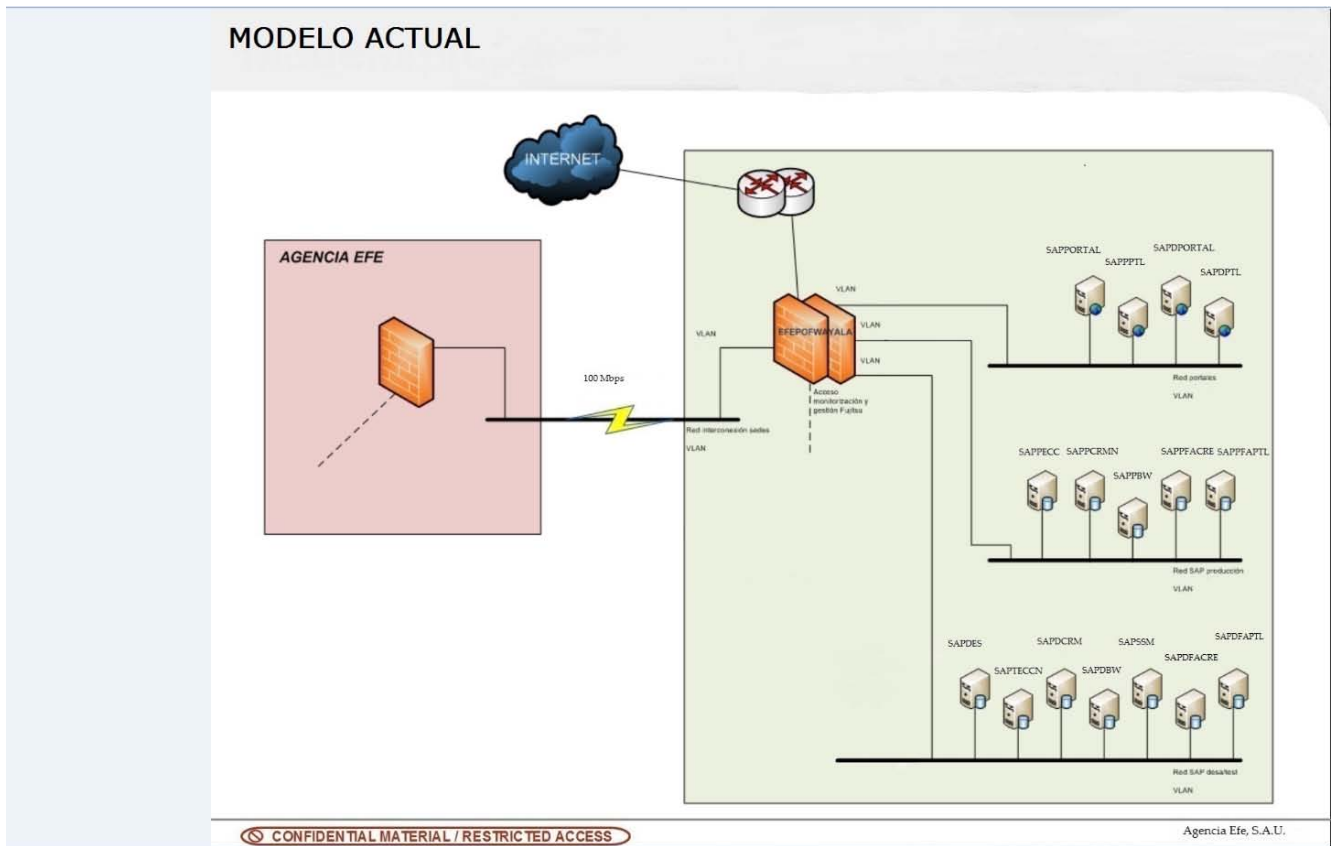 MODELO ACTUAL
INTERNET
AGENCIA EFE
VLAN
100 Mbps
Red interconexión sedes
VLAN
EFEPOFWAYALA
VLAN
VLAN
VLAN
Acceso
monitorización y
gestión Fujitsu
SAPPORTAL
SAPPPTL
SAPDPORTAL
SAPDPTL
Red portales
VLAN
SAPPECC
SAPPCRMN
SAPPBW
SAPPFACRE
SAPPFAPTL
Red SAP producción
VLAN
SAPDES
SAPTECCN
SAPDCRM
SAPDBW
SAPSSM
SAPDFACRE
SAPDFAPTL
Red SAP desa/test
VLAN
CONFIDENTIAL MATERIAL / RESTRICTED ACCESS
Agencia Efe, S.A.U.